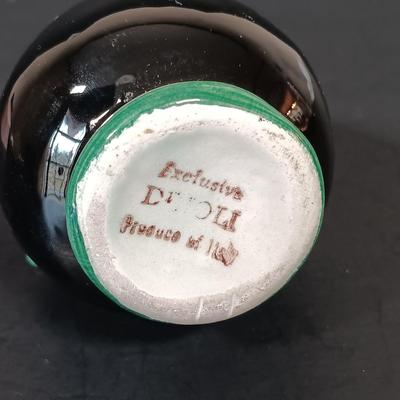 Exclusive
Produce of Italy